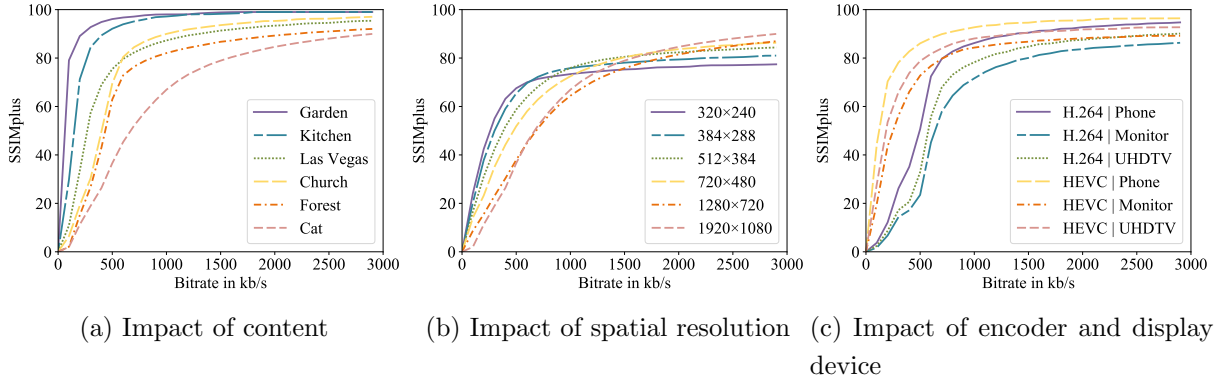 100
80
60
40
20
0
SSIMplus
Garden
Kitchen
Las Vegas
Church
Forest
Cat
0 500 1000 1500 2000 2500 3000
Bitrate in kb/s
(a) Impact of content
100
80
60
40
20
0
SSIMplus
320×240
384×288
512×384
720×480
1280×720
1920×1080
0 500 1000 1500 2000 2500 3000
Bitrate in kb/s
(b) Impact of spatial resolution
100
80
60
40
20
0
SSIMplus
H.264 | Phone
H.264 | Monitor
H.264 | UHDTV
HEVC | Phone
HEVC | Monitor
HEVC | UHDTV
0 500 1000 1500 2000 2500 3000
Bitrate in kb/s
(c) Impact of encoder and display
device